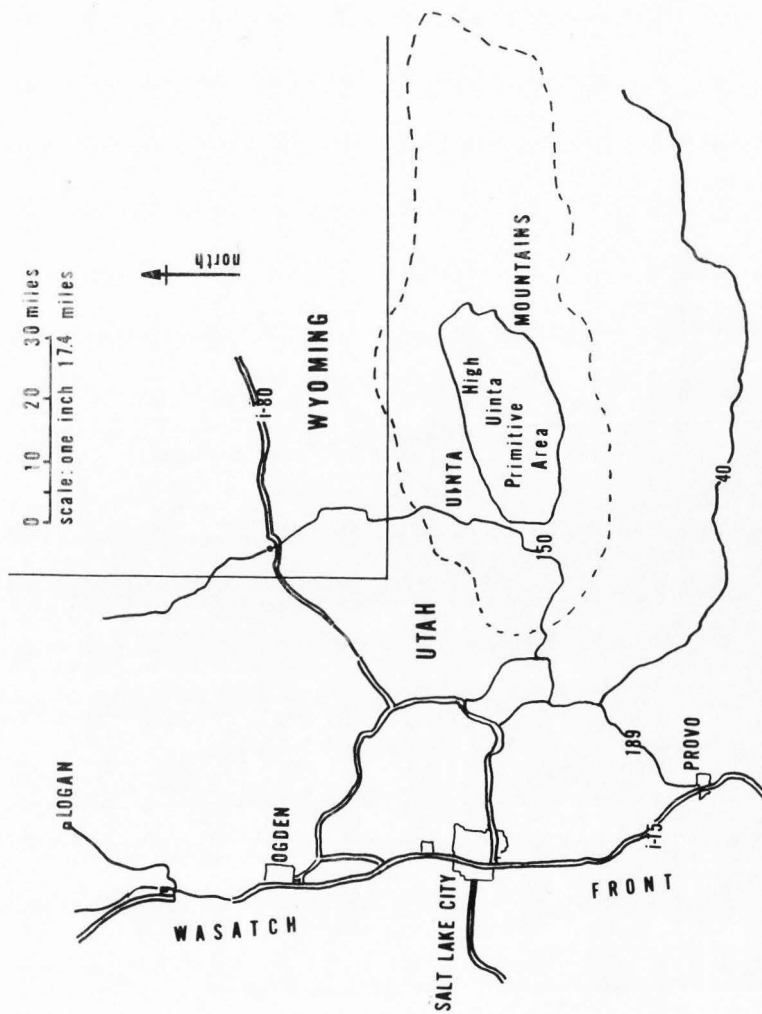 0 10 20 30 miles
scale: one inch 17.4 miles
north
WYOMING
i-80
LOGAN
OGDEN
WASATCH
UTAH
UINTA
MOUNTAINS
High
Uinta
Primitive
Area
150
SALT LAKE CITY
FRONT
189
PROVO
i-15
40